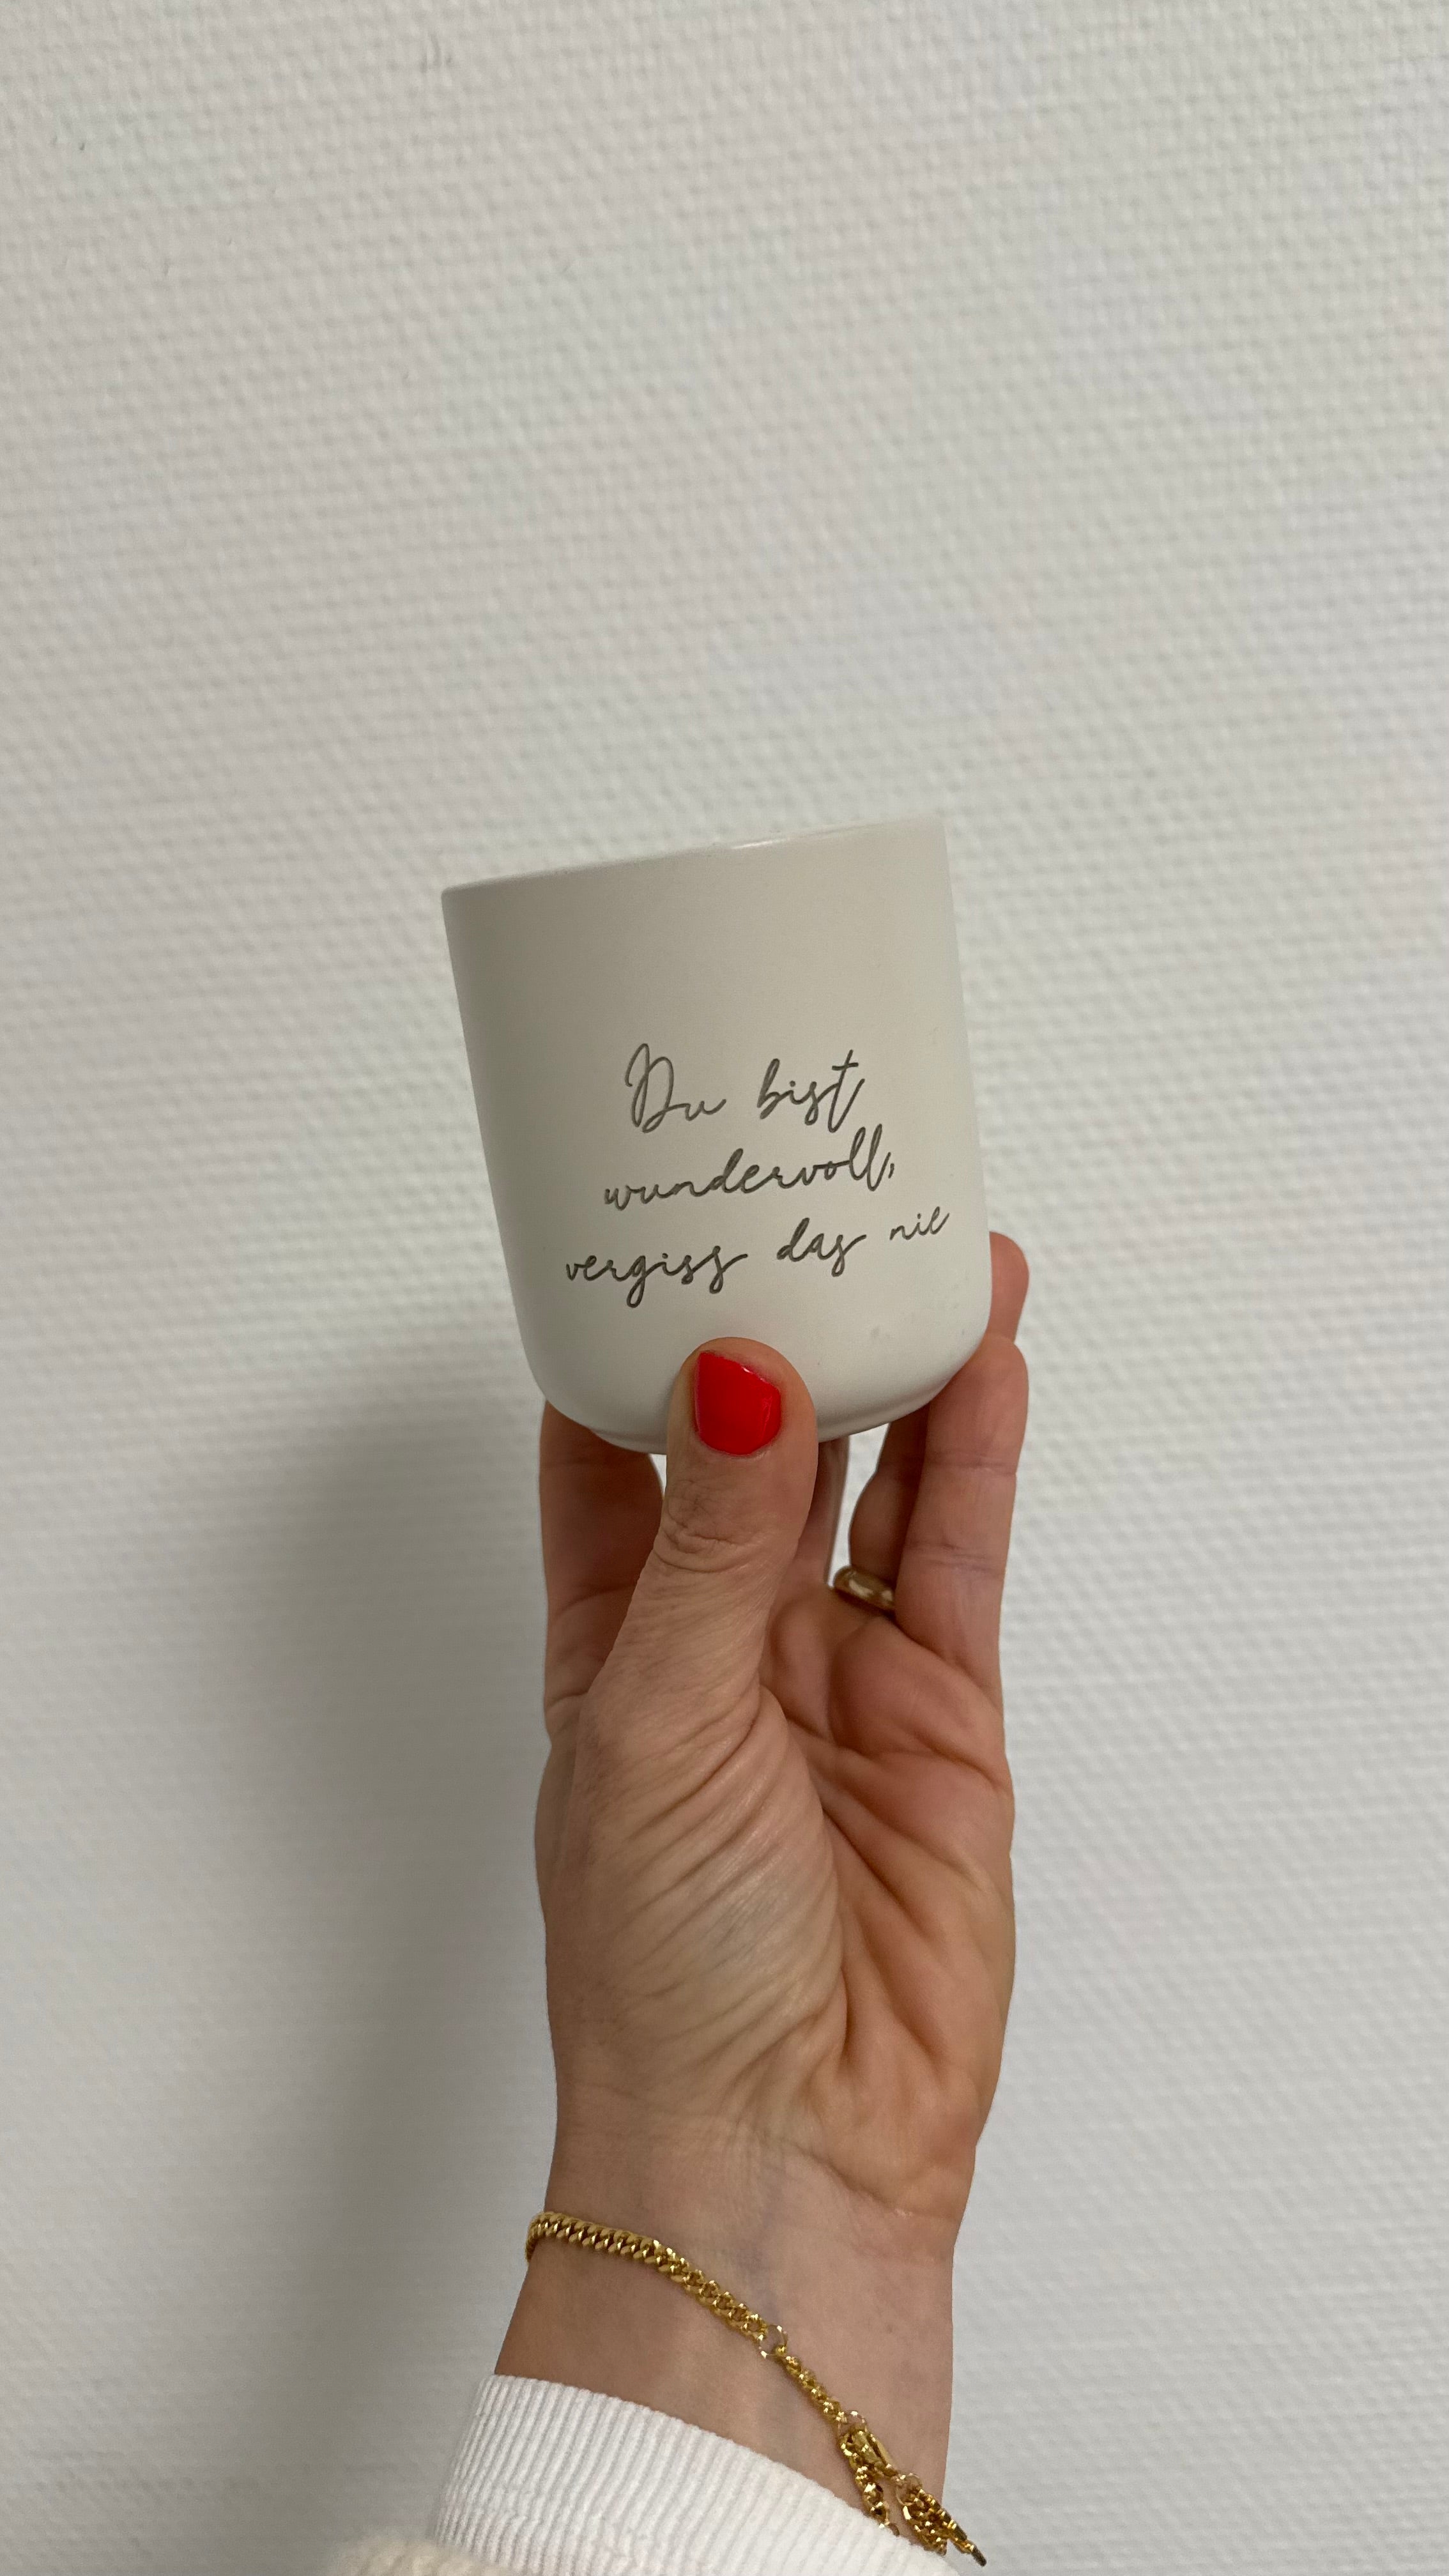 Du bist
wundervoll,
vergiss das nie